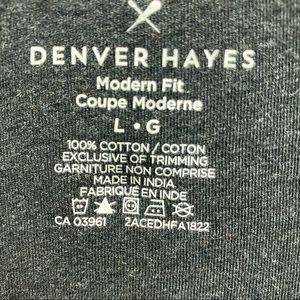 DENVER HAYES
Modern Fit
Coupe Moderne
L • G
100% COTTON / COTON
EXCLUSIVE OF TRIMMING
GARNITURE NON COMPRISE
MADE IN INDIA
FABRIQUÉ EN INDE
CA 03961 2ACEDHFA1822